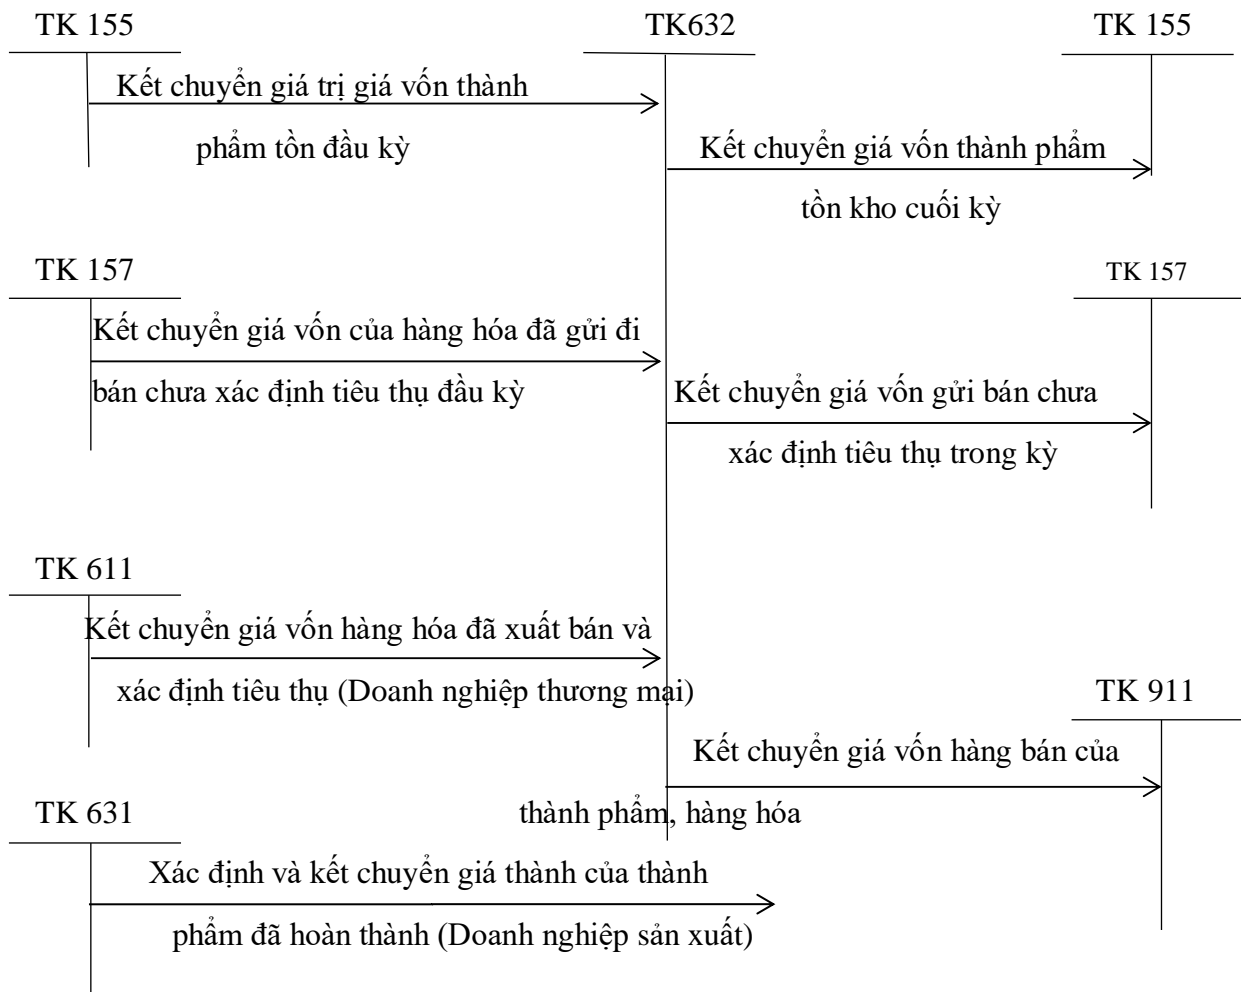 TK 155
TK632
TK 155
Kết chuyển giá trị giá vốn thành
phẩm tồn đầu kỳ
Kết chuyển giá vốn thành phẩm
tồn kho cuối kỳ
TK 157
TK 157
Kết chuyển giá vốn của hàng hóa đã gửi đi
bán chưa xác định tiêu thụ đầu kỳ
Kết chuyển giá vốn gửi bán chưa
xác định tiêu thụ trong kỳ
TK 611
Kết chuyển giá vốn hàng hóa đã xuất bán và
xác định tiêu thụ (Doanh nghiệp thương mại)
TK 911
Kết chuyển giá vốn hàng bán của
thành phẩm, hàng hóa
TK 631
Xác định và kết chuyển giá thành của thành
phẩm đã hoàn thành (Doanh nghiệp sản xuất)